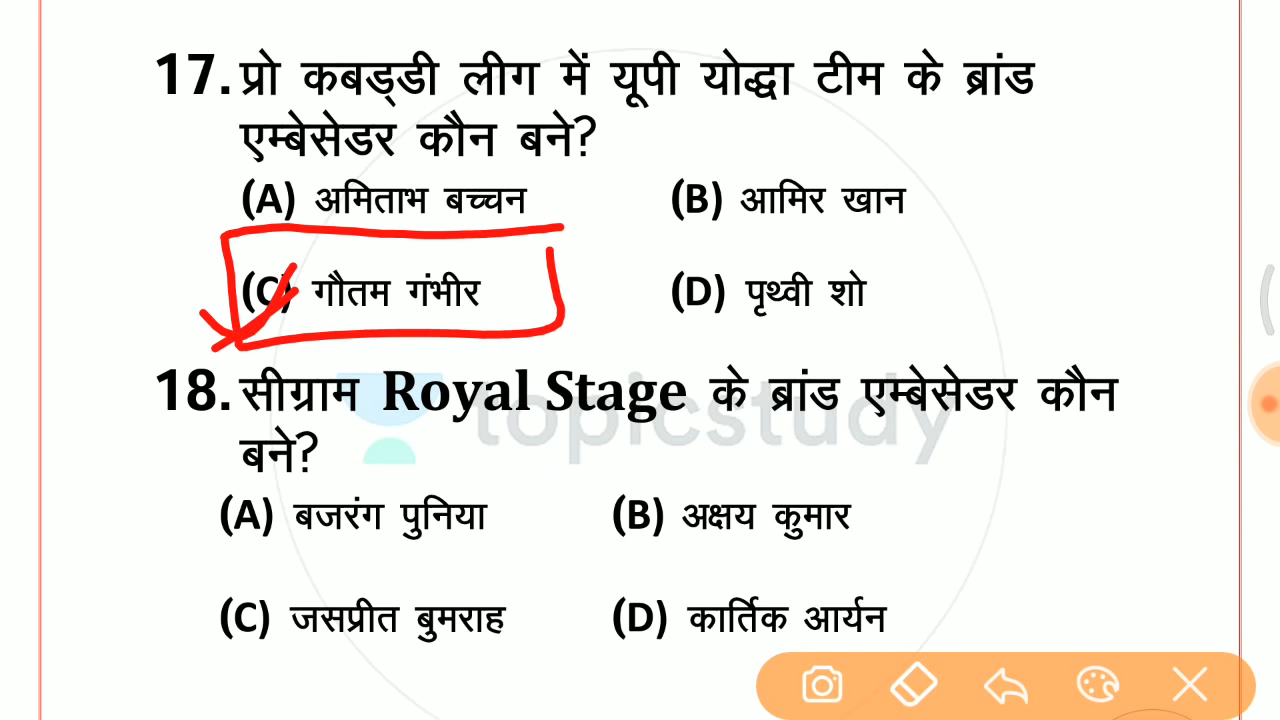 17. प्रो कबड्डी लीग में यूपी योद्धा टीम के ब्रांड
एम्बेसेडर कौन बने?
(A) अमिताभ बच्चन (B) आमिर खान
(C) गौतम गंभीर (D) पृथ्वी शो
18. सीग्राम Royal Stage के ब्रांड एम्बेसेडर कौन
बने?
topicstudy
(A) बजरंग पुनिया (B) अक्षय कुमार
(C) जसप्रीत बुमराह (D) कार्तिक आर्यन